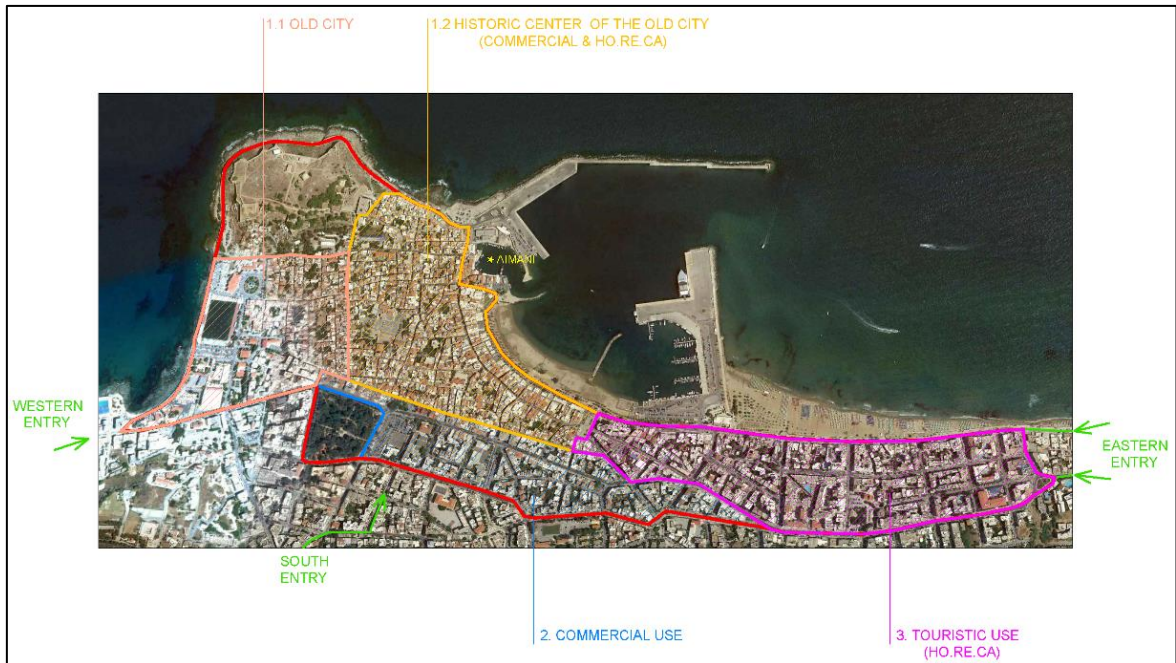 1.1 OLD CITY
1.2 HISTORIC CENTER OF THE OLD CITY
(COMMERCIAL & HO.RE.CA)
* ΛΙΜΑΝΙ
WESTERN
ENTRY
EASTERN
ENTRY
SOUTH
ENTRY
2. COMMERCIAL USE
3. TOURISTIC USE
(HO.RE.CA)